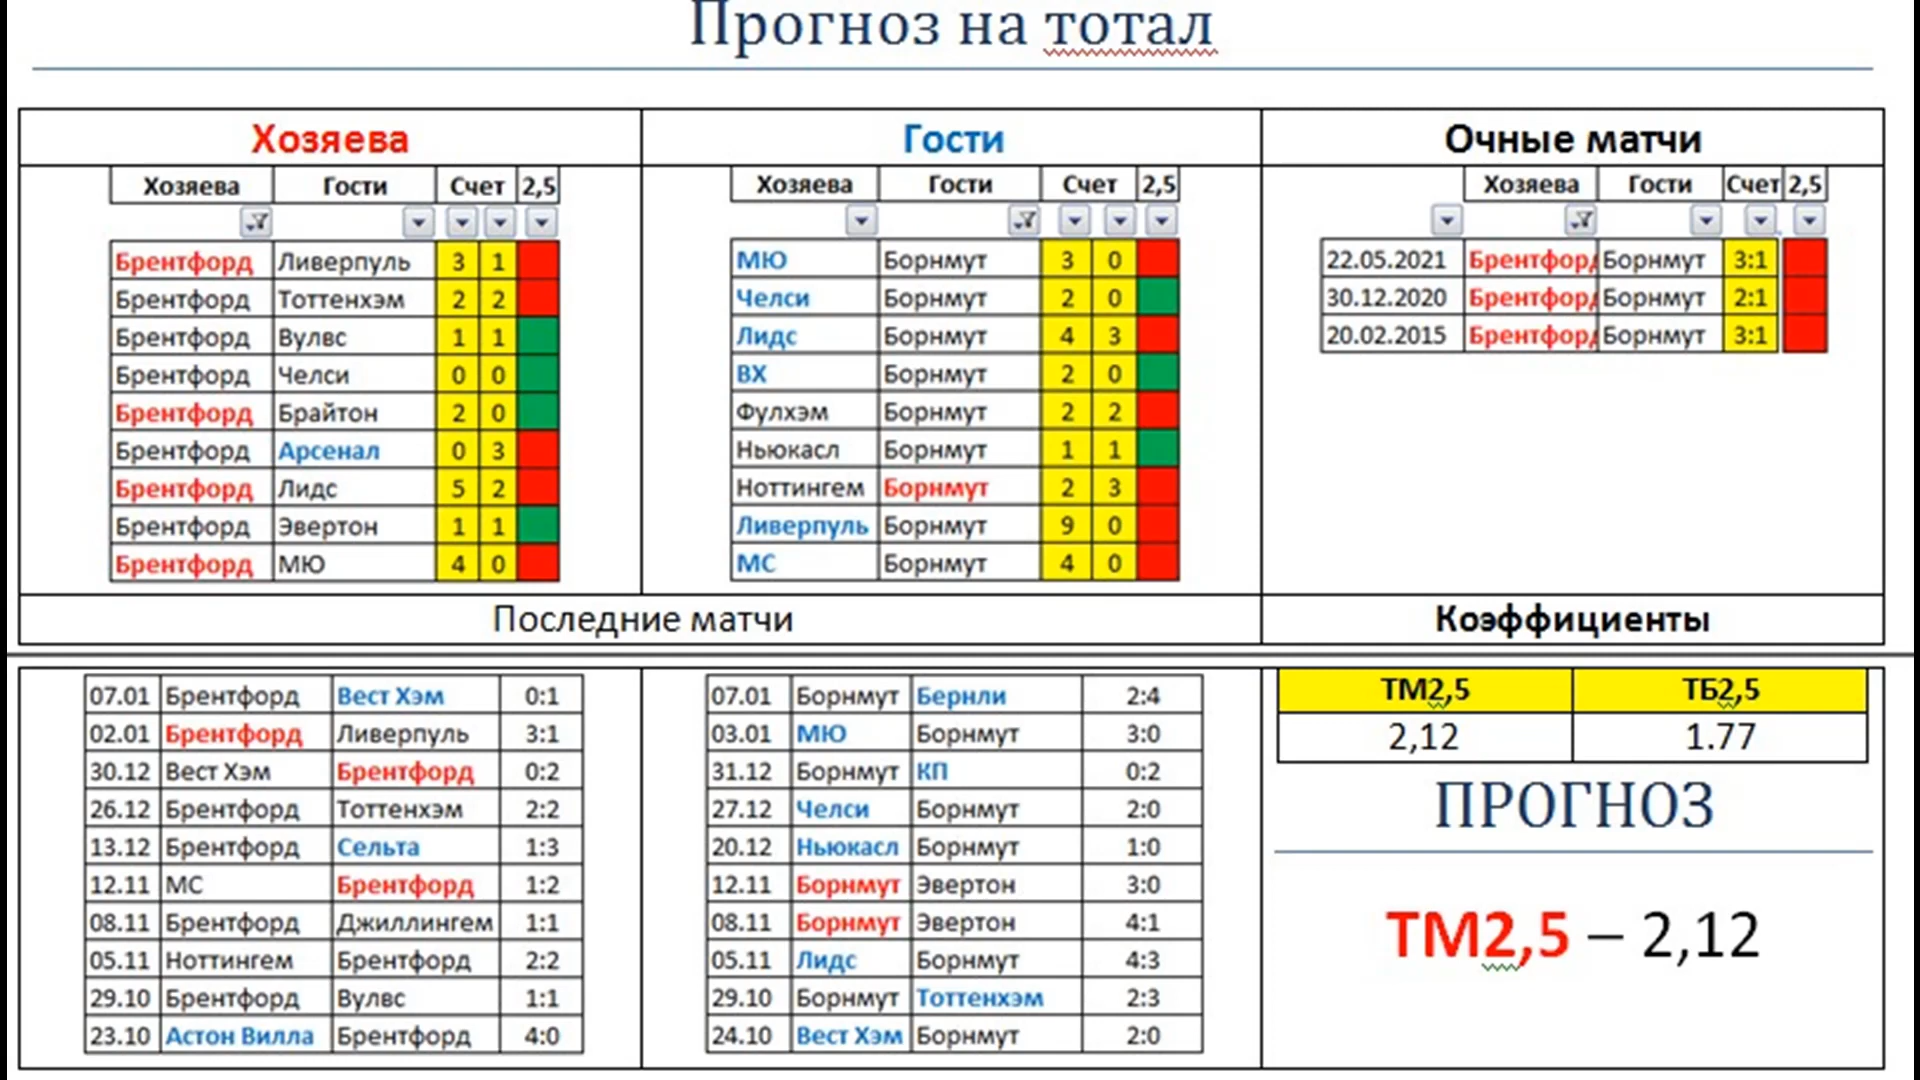 Прогноз на тотал
Хозяева
Гости
Очные матчи
Хозяева Гости Счет 2,5
Брентфорд Ливерпуль 3 1
Брентфорд Тоттенхэм 2 2
Брентфорд Вулвс 1 1
Брентфорд Челси 0 0
Брентфорд Брайтон 2 0
Брентфорд Арсенал 0 3
Брентфорд Лидс 5 2
Брентфорд Эвертон 1 1
Брентфорд МЮ 4 0
Хозяева Гости Счет 2,5
МЮ Борнмут 3 0
Челси Борнмут 2 0
Лидс Борнмут 4 3
ВХ Борнмут 2 0
Фулхэм Борнмут 2 2
Ньюкасл Борнмут 1 1
Ноттингем Борнмут 2 3
Ливерпуль Борнмут 9 0
МС Борнмут 4 0
Хозяева Гости Счет 2,5
22.05.2021 Брентфорд Борнмут 3:1
30.12.2020 Брентфорд Борнмут 2:1
20.02.2015 Брентфорд Борнмут 3:1
Последние матчи
Коэффициенты
07.01 Брентфорд Вест Хэм 0:1
02.01 Брентфорд Ливерпуль 3:1
30.12 Вест Хэм Брентфорд 0:2
26.12 Брентфорд Тоттенхэм 2:2
13.12 Брентфорд Сельта 1:3
12.11 МС Брентфорд 1:2
08.11 Брентфорд Джиллингем 1:1
05.11 Ноттингем Брентфорд 2:2
29.10 Брентфорд Вулвс 1:1
23.10 Астон Вилла Брентфорд 4:0
07.01 Борнмут Бернли 2:4
03.01 МЮ Борнмут 3:0
31.12 Борнмут КП 0:2
27.12 Челси Борнмут 2:0
20.12 Ньюкасл Борнмут 1:0
12.11 Борнмут Эвертон 3:0
08.11 Борнмут Эвертон 4:1
05.11 Лидс Борнмут 4:3
29.10 Борнмут Тоттенхэм 2:3
24.10 Вест Хэм Борнмут 2:0
ТМ2,5 ТБ2,5
2,12 1.77
ПРОГНОЗ
ТМ2,5 – 2,12